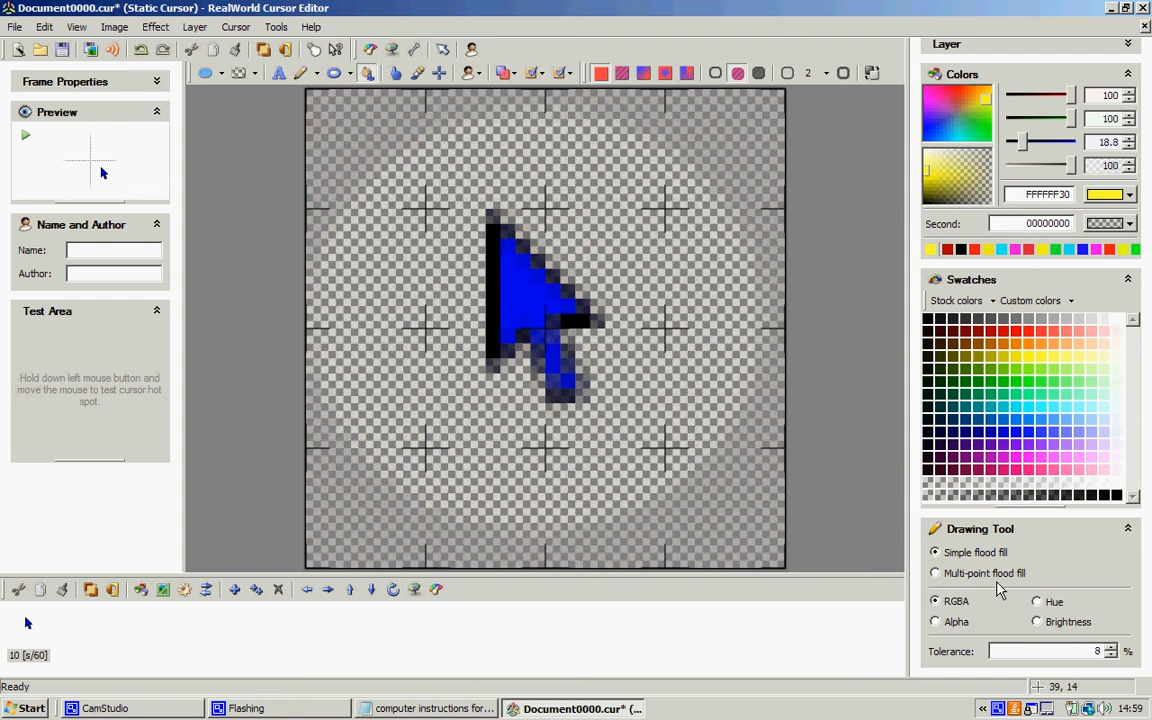 Document0000.cur* (Static Cursor) - RealWorld Cursor Editor
File Edit View Image Effect Layer Cursor Tools Help
2
Frame Properties
Preview
Name and Author
Name:
Author:
Test Area
Hold down left mouse button and
move the mouse to test cursor hot
spot.
Layer
Colors
100
100
18.8
100
FFFFFF30
Second: 00000000
Swatches
Stock colors Custom colors
Drawing Tool
Simple flood fill
Multi-point flood fill
RGBA Hue
Alpha Brightness
Tolerance: 8 %
10 [s/60]
Ready
39, 14
Start CamStudio Flashing computer instructions for... Document0000.cur* (... 14:59